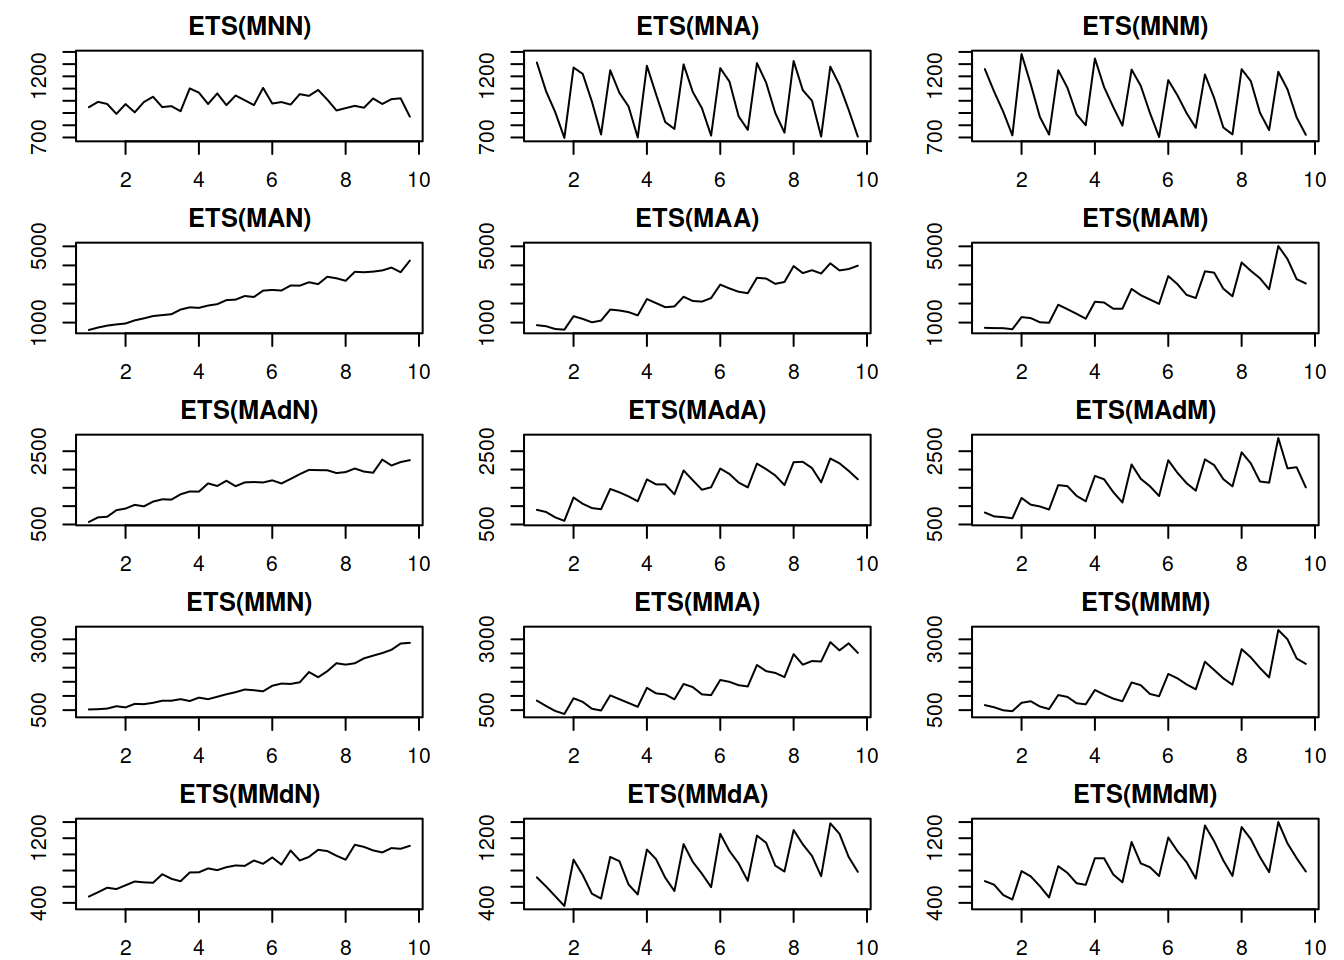 ETS(MNN) ETS(MNA) ETS(MNM)
1200 1200 1200
700 700 700
2 4 6 8 10 2 4 6 8 10 2 4 6 8 10
ETS(MAN) ETS(MAA) ETS(MAM)
5000 5000 5000
1000 1000 1000
2 4 6 8 10 2 4 6 8 10 2 4 6 8 10
ETS(MAdN) ETS(MAdA) ETS(MAdM)
2500 2500 2500
500 500 500
2 4 6 8 10 2 4 6 8 10 2 4 6 8 10
ETS(MMN) ETS(MMA) ETS(MMM)
3000 3000 3000
500 500 500
2 4 6 8 10 2 4 6 8 10 2 4 6 8 10
ETS(MMdN) ETS(MMdA) ETS(MMdM)
1200 1200 1200
400 400 400
2 4 6 8 10 2 4 6 8 10 2 4 6 8 10